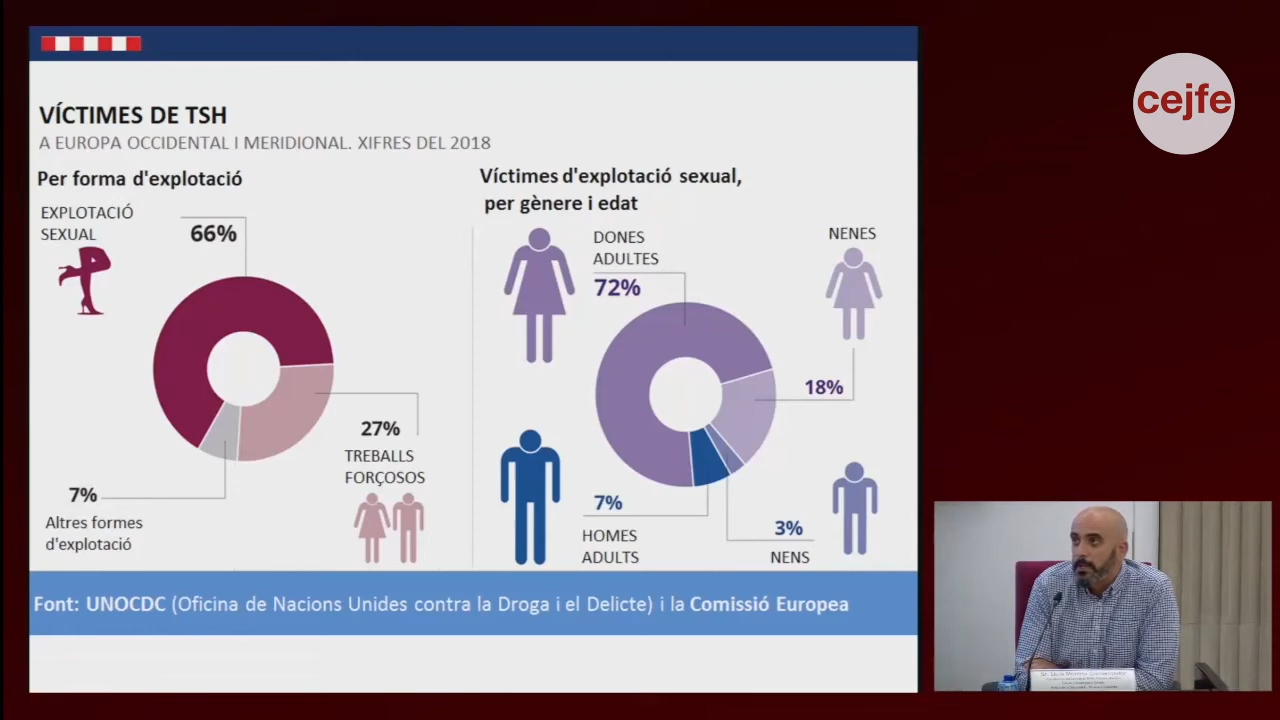 cejfe
VÍCTIMES DE TSH
A EUROPA OCCIDENTAL I MERIDIONAL. XIFRES DEL 2018
Per forma d'explotació
EXPLOTACIÓ
SEXUAL
66%
27%
TREBALLS
FORÇOSOS
7%
Altres formes
d'explotació
Víctimes d'explotació sexual,
per gènere i edat
DONES
ADULTES
72%
NENES
18%
7%
HOMES
ADULTS
3%
NENS
Font: UNOCDC (Oficina de Nacions Unides contra la Droga i el Delicte) i la Comissió Europea